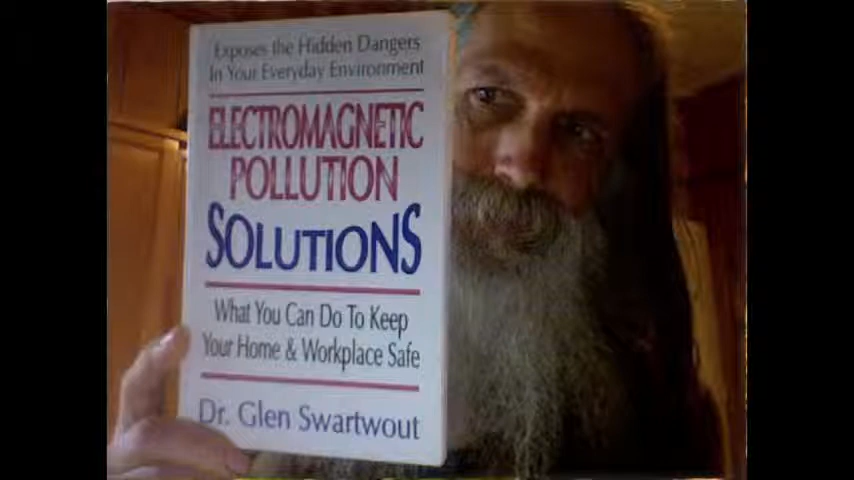 Exposes the Hidden Dangers
In Your Everyday Environment
ELECTROMAGNETIC
POLLUTION
SOLUTIONS
What You Can Do To Keep
Your Home & Workplace Safe
Dr. Glen Swartwout